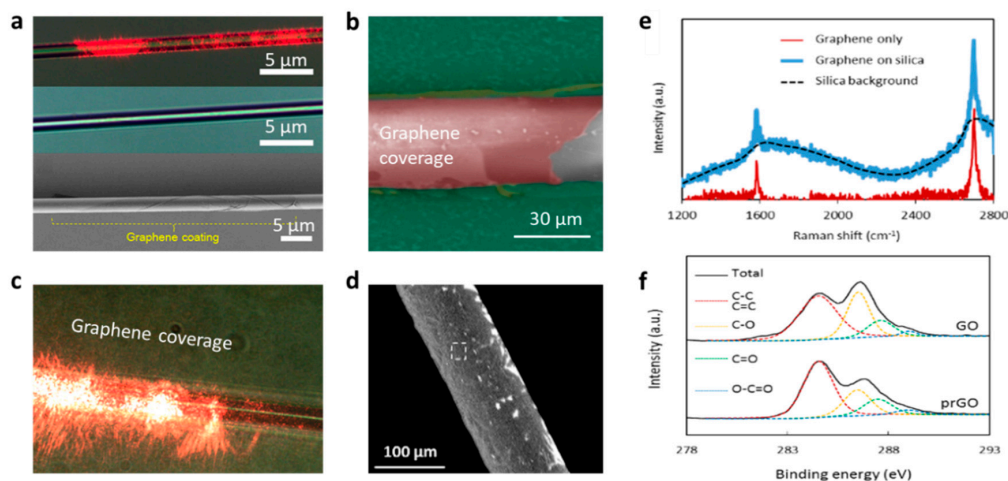 a
5 µm
5 µm
5 µm
Graphene coating
b
Graphene
coverage
30 µm
c
Graphene coverage
d
100 µm
e
Intensity (a.u.)
Graphene only
Graphene on silica
Silica background
1200 1600 2000 2400 2800
Raman shift (cm⁻¹)
f
Intensity (a.u.)
Total
C-C
C=C
C-O
GO
C=O
O-C=O
prGO
278 283 288 293
Binding energy (eV)